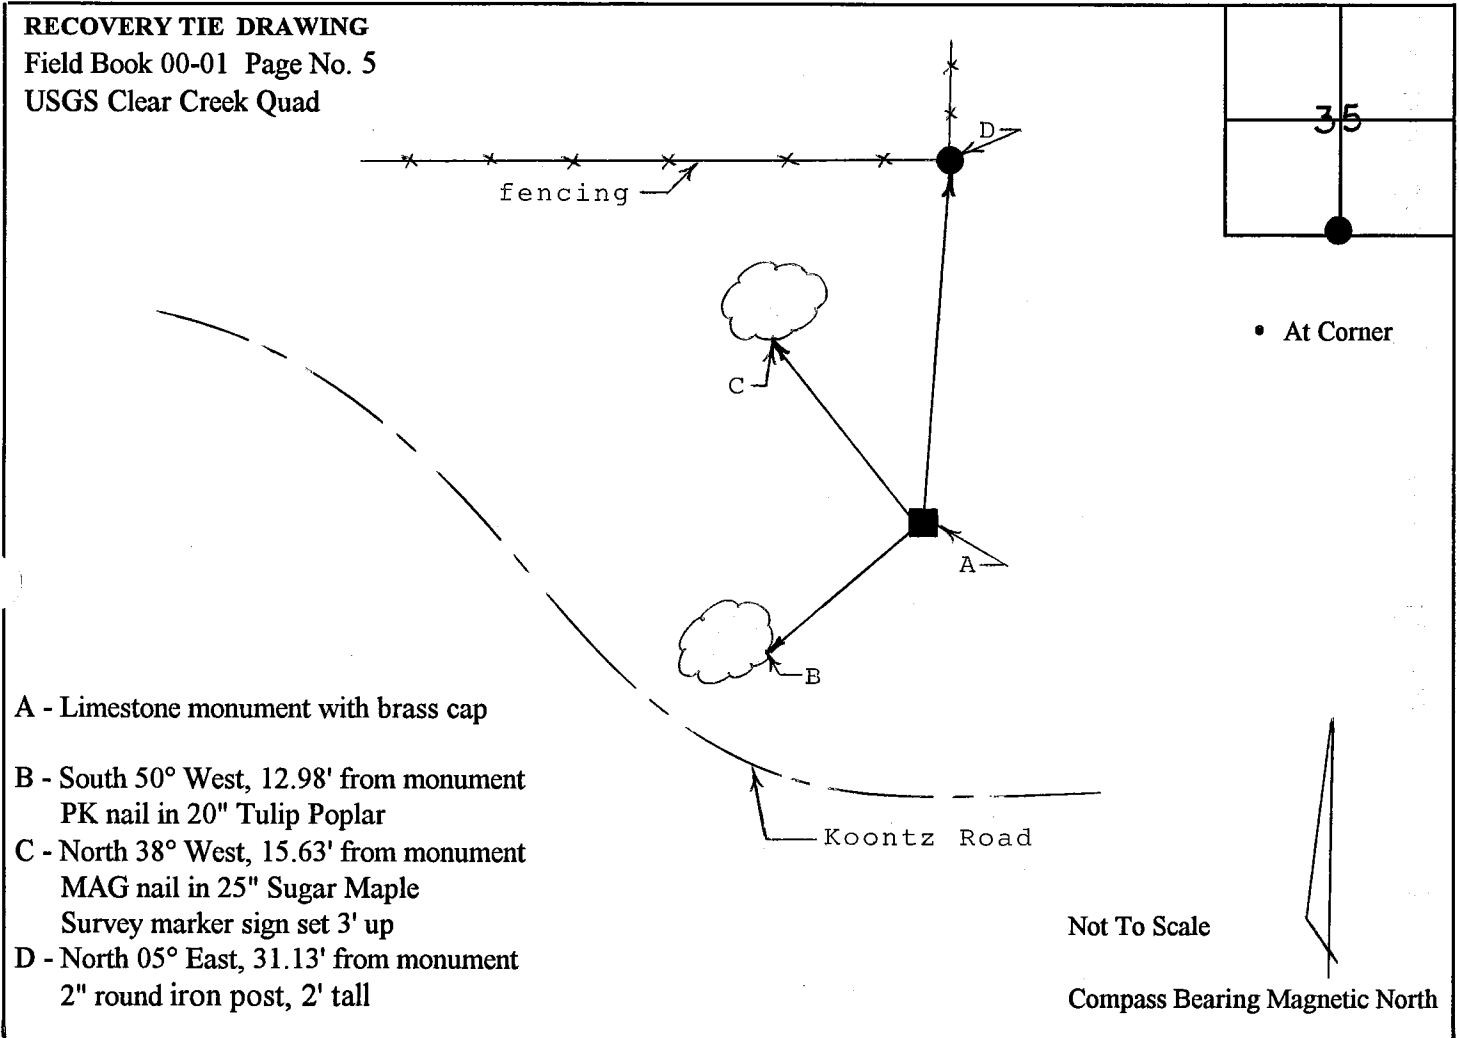 RECOVERY TIE DRAWING
Field Book 00-01 Page No. 5
USGS Clear Creek Quad
35
D
fencing
• At Corner
C
A
B
A - Limestone monument with brass cap
B - South 50° West, 12.98' from monument
PK nail in 20" Tulip Poplar
C - North 38° West, 15.63' from monument
MAG nail in 25" Sugar Maple
Survey marker sign set 3' up
D - North 05° East, 31.13' from monument
2" round iron post, 2' tall
Koontz Road
Not To Scale
Compass Bearing Magnetic North